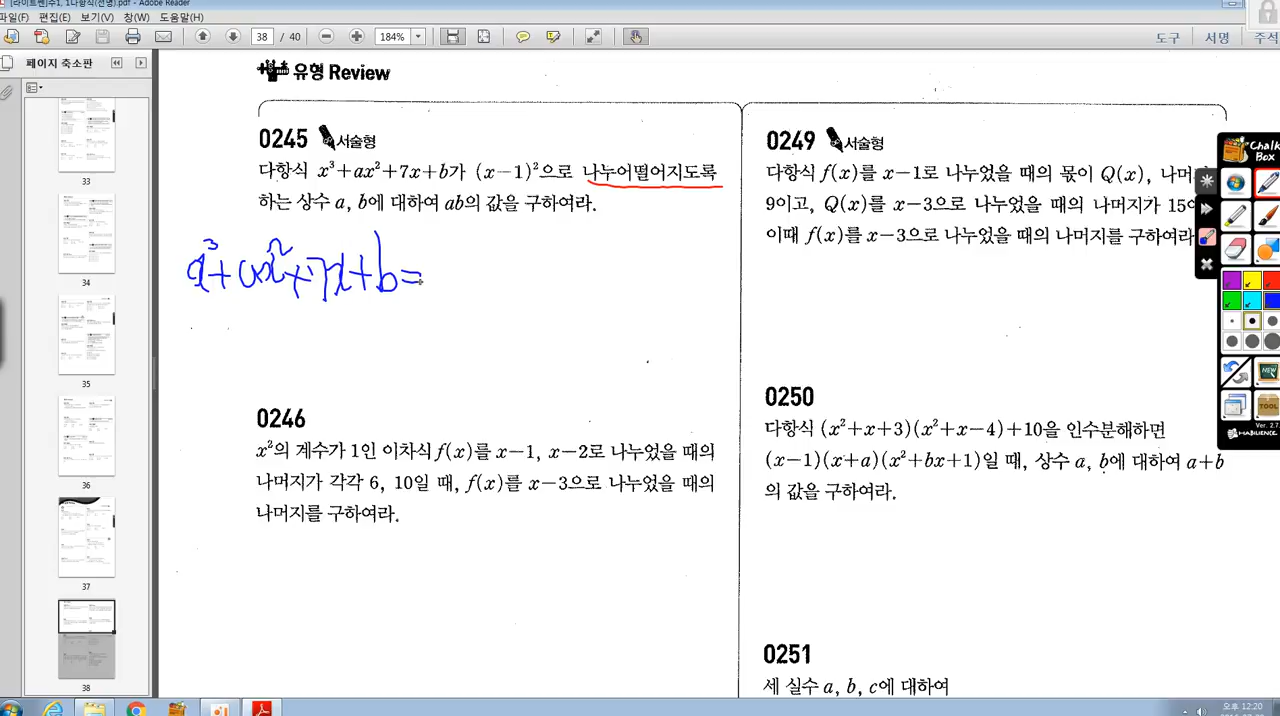 [라이트쎈]수1, 1다항식(선명).pdf - Adobe Reader
파일(F) 편집(E) 보기(V) 창(W) 도움말(H)
38 / 40 184% 도구 서명 주석
페이지 축소판
33
34
35
36
37
38
유형 Review
0245 서술형
다항식 x³+ax²+7x+b가 (x−1)²으로 나누어떨어지도록
하는 상수 a, b에 대하여 ab의 값을 구하여라.
x³+ax²+7x+b=
0246
x²의 계수가 1인 이차식 f(x)를 x−1, x−2로 나누었을 때의
나머지가 각각 6, 10일 때, f(x)를 x−3으로 나누었을 때의
나머지를 구하여라.
0249 서술형
다항식 f(x)를 x−1로 나누었을 때의 몫이 Q(x), 나머
9이고, Q(x)를 x−3으로 나누었을 때의 나머지가 15
이때 f(x)를 x−3으로 나누었을 때의 나머지를 구하여라
0250
다항식 (x²+x+3)(x²+x−4)+10을 인수분해하면
(x−1)(x+a)(x²+bx+1)일 때, 상수 a, b에 대하여 a+b
의 값을 구하여라.
0251
세 실수 a, b, c에 대하여
Chalk
Box
NEW
TOOL
Ver. 2.7
HABILIENCE
오후 12:20